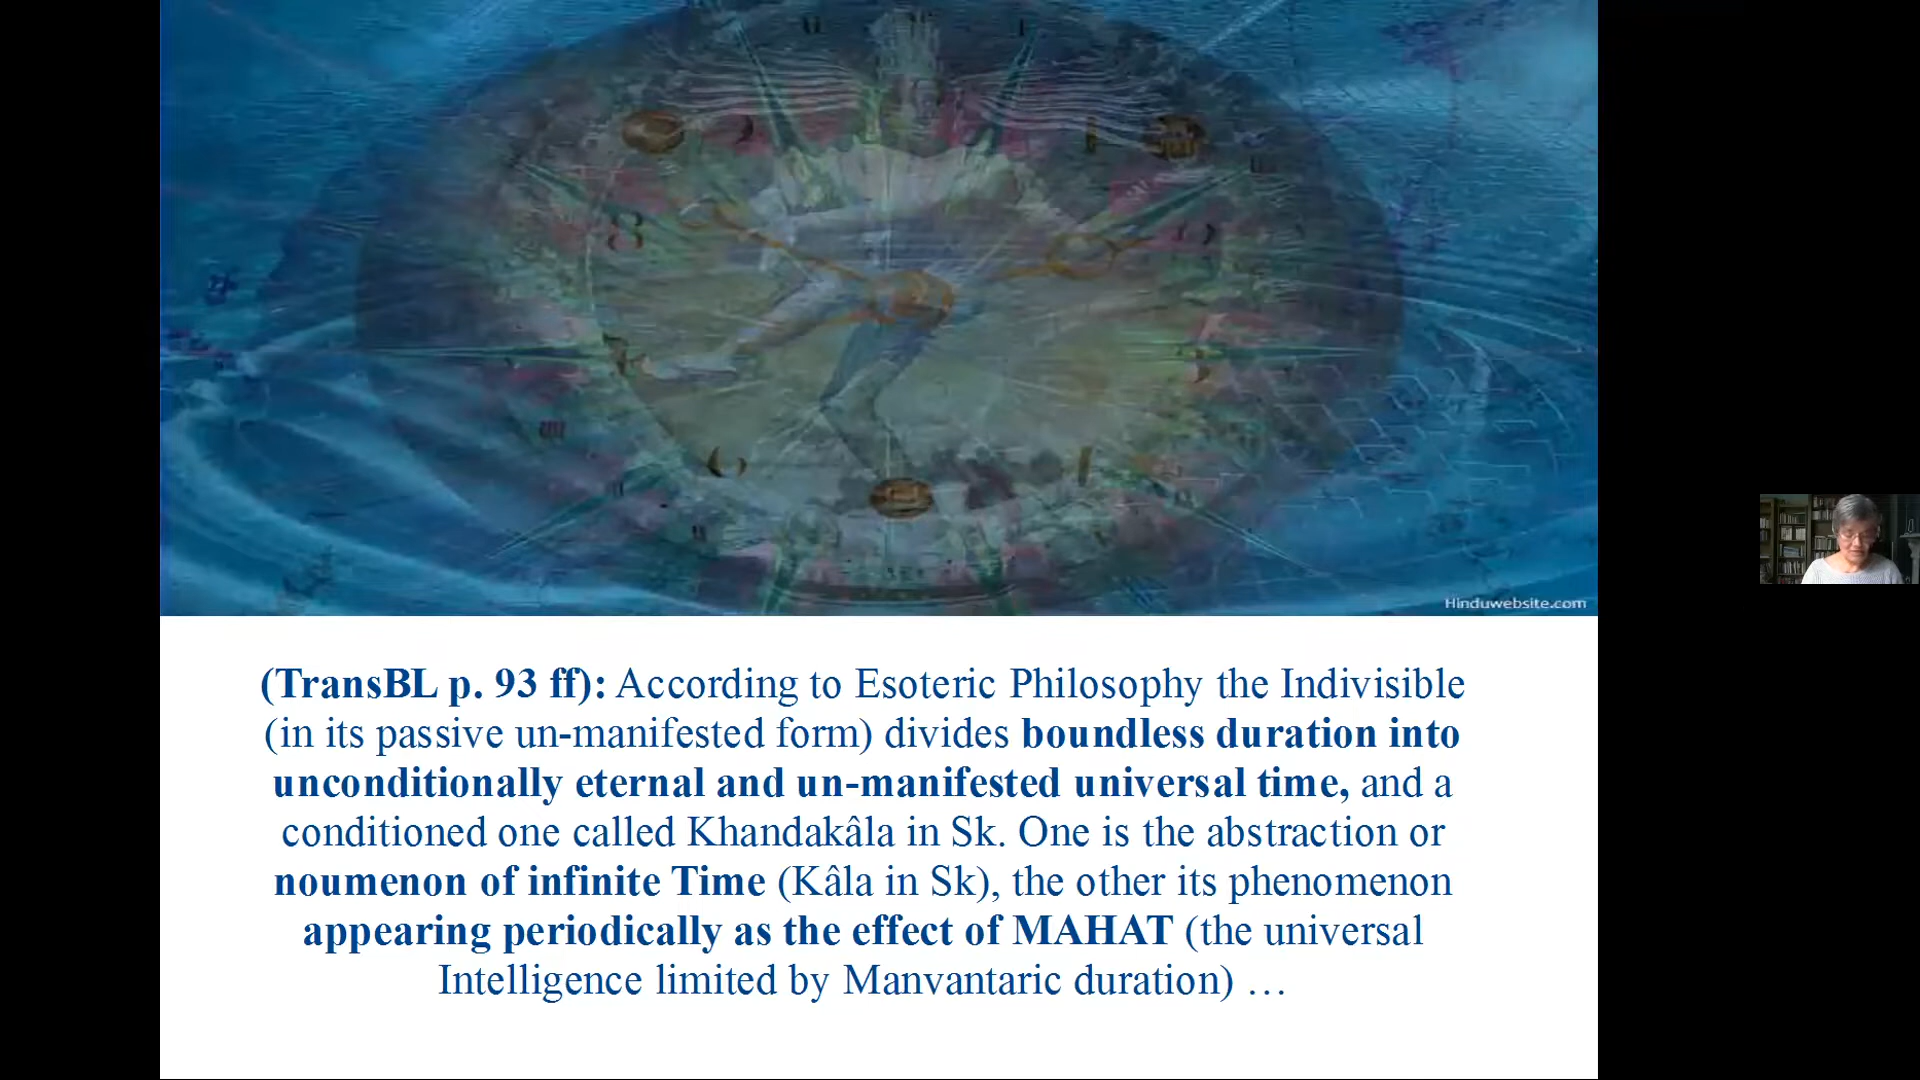 Hinduwebsite.com
(TransBL p. 93 ff): According to Esoteric Philosophy the Indivisible
(in its passive un-manifested form) divides boundless duration into
unconditionally eternal and un-manifested universal time, and a
conditioned one called Khandakâla in Sk. One is the abstraction or
noumenon of infinite Time (Kâla in Sk), the other its phenomenon
appearing periodically as the effect of MAHAT (the universal
Intelligence limited by Manvantaric duration) …